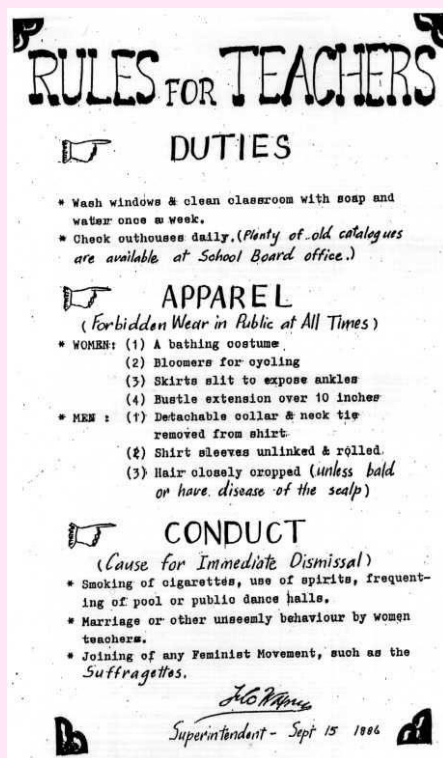 RULES FOR TEACHERS
DUTIES
* Wash windows & clean classroom with soap and
water once a week.
* Check outhouses daily. (Plenty of old catalogues
are available at School Board office.)
APPAREL
(Forbidden Wear in Public at All Times)
* WOMEN: (1) A bathing costume
(2) Bloomers for cycling
(3) Skirts slit to expose ankles
(4) Bustle extension over 10 inches
* MEN : (1) Detachable collar & neck tie
removed from shirt
(2) Shirt sleeves unlinked & rolled
(3) Hair closely cropped (unless bald
or have disease of the scalp)
CONDUCT
(Cause for Immediate Dismissal)
* Smoking of cigarettes, use of spirits, frequent-
ing of pool or public dance halls.
* Marriage or other unseemly behaviour by women
teachers.
* Joining of any Feminist Movement, such as the
Suffragettes.
Superintendent - Sept 15 1886